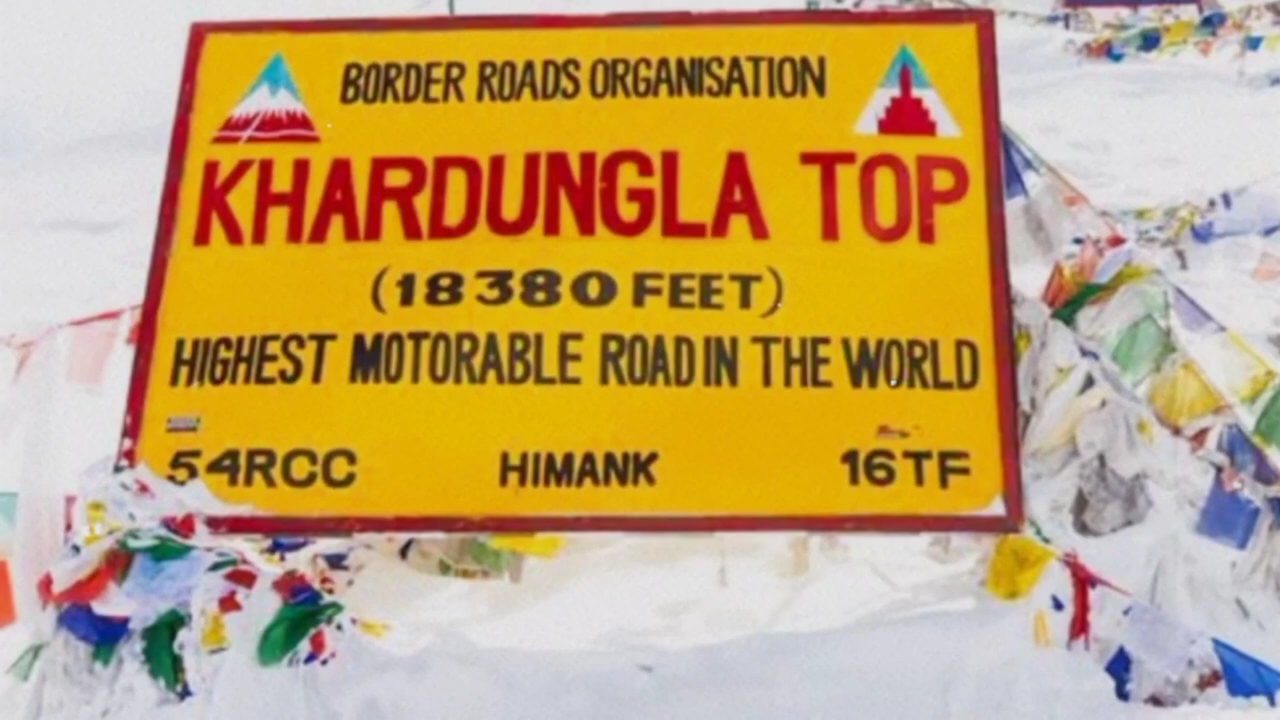 BORDER ROADS ORGANISATION
KHARDUNGLA TOP
(18380 FEET)
HIGHEST MOTORABLE ROAD IN THE WORLD
54RCC HIMANK 16TF